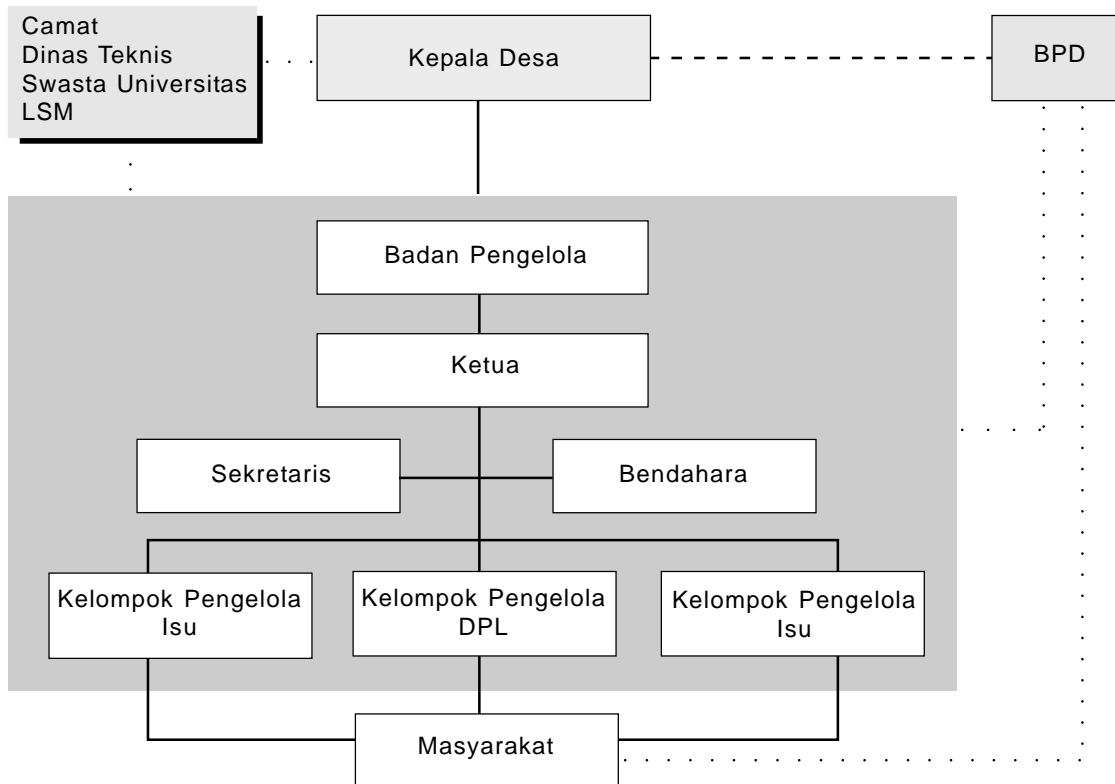 Camat
Dinas Teknis
Swasta Universitas
LSM
Kepala Desa
BPD
Badan Pengelola
Ketua
Sekretaris
Bendahara
Kelompok Pengelola
Isu
Kelompok Pengelola
DPL
Kelompok Pengelola
Isu
Masyarakat